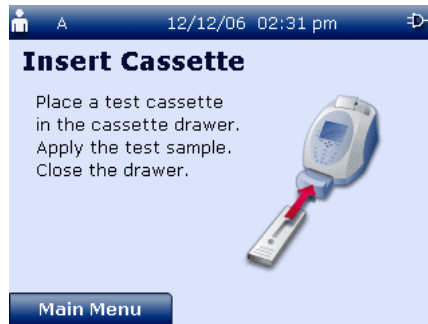 A 12/12/06 02:31 pm
Insert Cassette
Place a test cassette
in the cassette drawer.
Apply the test sample.
Close the drawer.
Main Menu